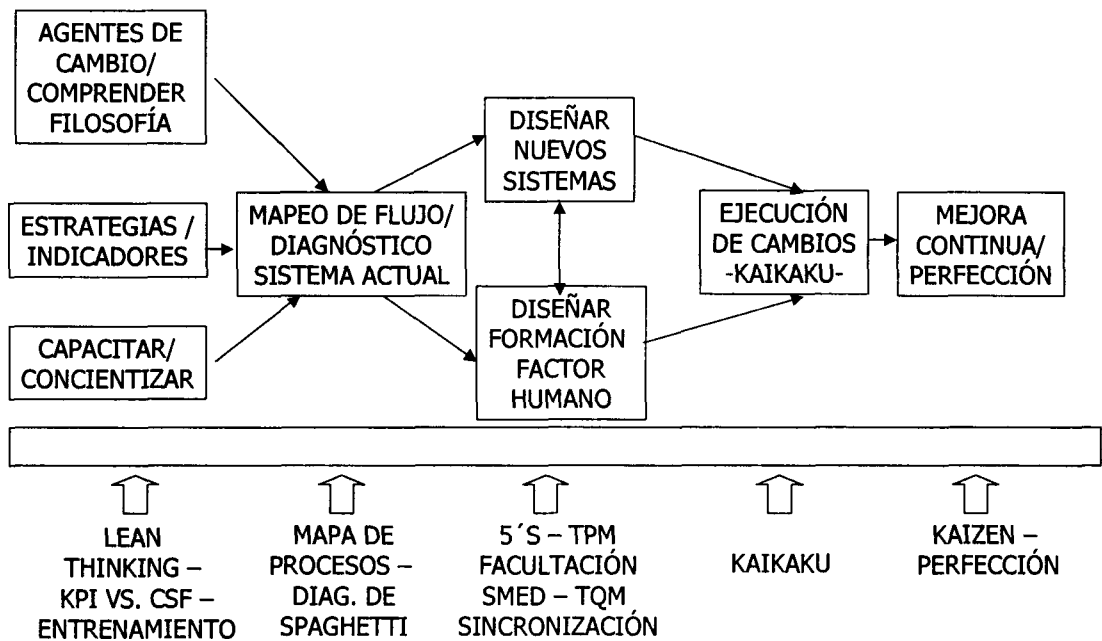 AGENTES DE
CAMBIO/
COMPRENDER
FILOSOFÍA
ESTRATEGIAS /
INDICADORES
CAPACITAR/
CONCIENTIZAR
MAPEO DE FLUJO/
DIAGNÓSTICO
SISTEMA ACTUAL
DISEÑAR
NUEVOS
SISTEMAS
DISEÑAR
FORMACIÓN
FACTOR
HUMANO
EJECUCIÓN
DE CAMBIOS
-KAIKAKU-
MEJORA
CONTINUA/
PERFECCIÓN
LEAN
THINKING –
KPI VS. CSF –
ENTRENAMIENTO
MAPA DE
PROCESOS –
DIAG. DE
SPAGHETTI
5´S – TPM
FACULTACIÓN
SMED – TQM
SINCRONIZACIÓN
KAIKAKU
KAIZEN –
PERFECCIÓN